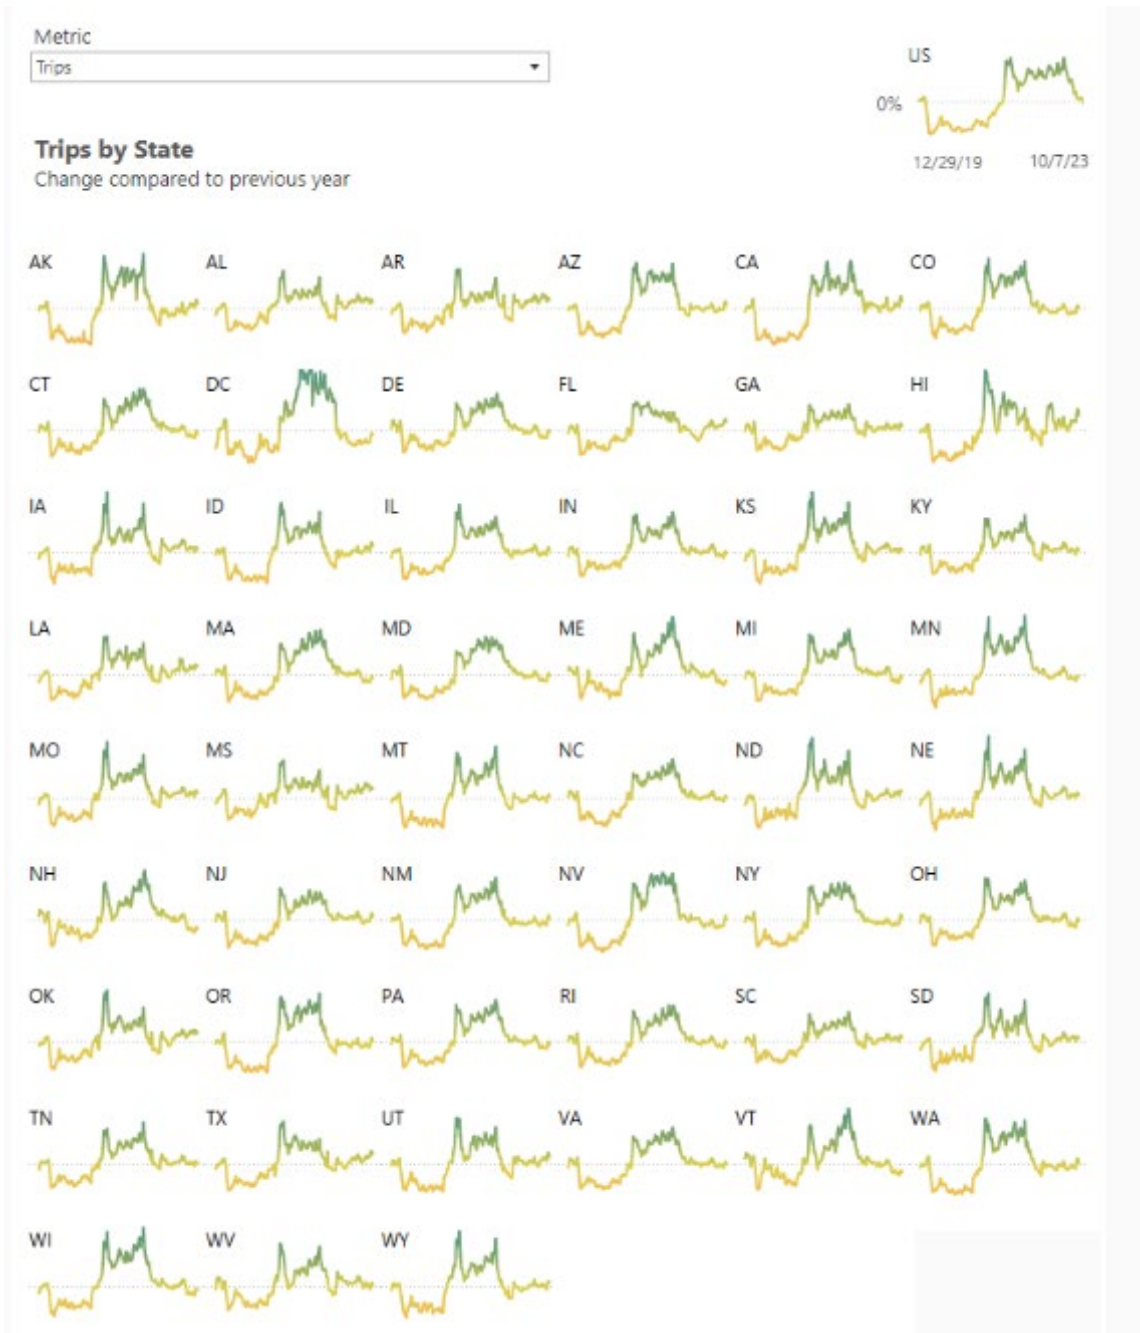 Metric
Trips
US
0%
12/29/19 10/7/23
Trips by State
Change compared to previous year
AK AL AR AZ CA CO
CT DC DE FL GA HI
IA ID IL IN KS KY
LA MA MD ME MI MN
MO MS MT NC ND NE
NH NJ NM NV NY OH
OK OR PA RI SC SD
TN TX UT VA VT WA
WI WV WY